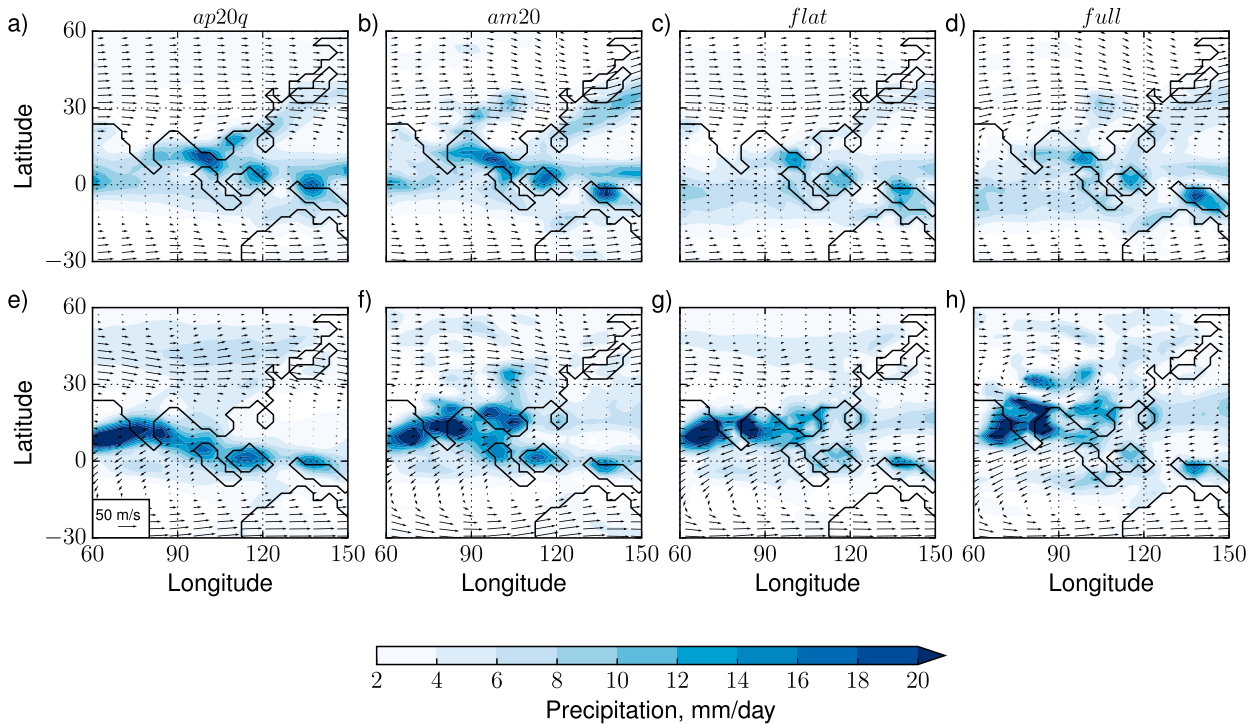 ap20q am20 flat full
a) b) c) d)
60
30
0
−30
Latitude
e) f) g) h)
60
30
0
−30
Latitude
50 m/s
60 90 120 150 60 90 120 150 60 90 120 150 60 90 120 150
Longitude Longitude Longitude Longitude
2 4 6 8 10 12 14 16 18 20
Precipitation, mm/day